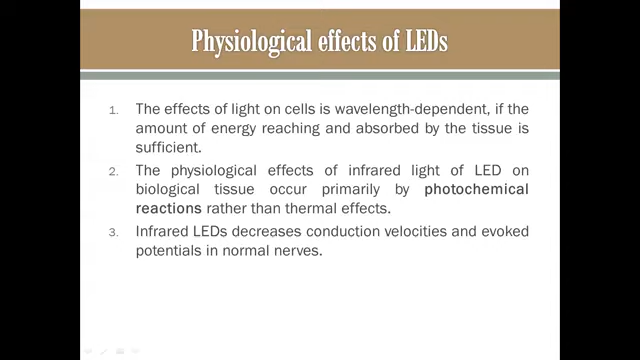 Physiological effects of LEDs
1. The effects of light on cells is wavelength-dependent, if the
amount of energy reaching and absorbed by the tissue is
sufficient.
2. The physiological effects of infrared light of LED on
biological tissue occur primarily by photochemical
reactions rather than thermal effects.
3. Infrared LEDs decreases conduction velocities and evoked
potentials in normal nerves.